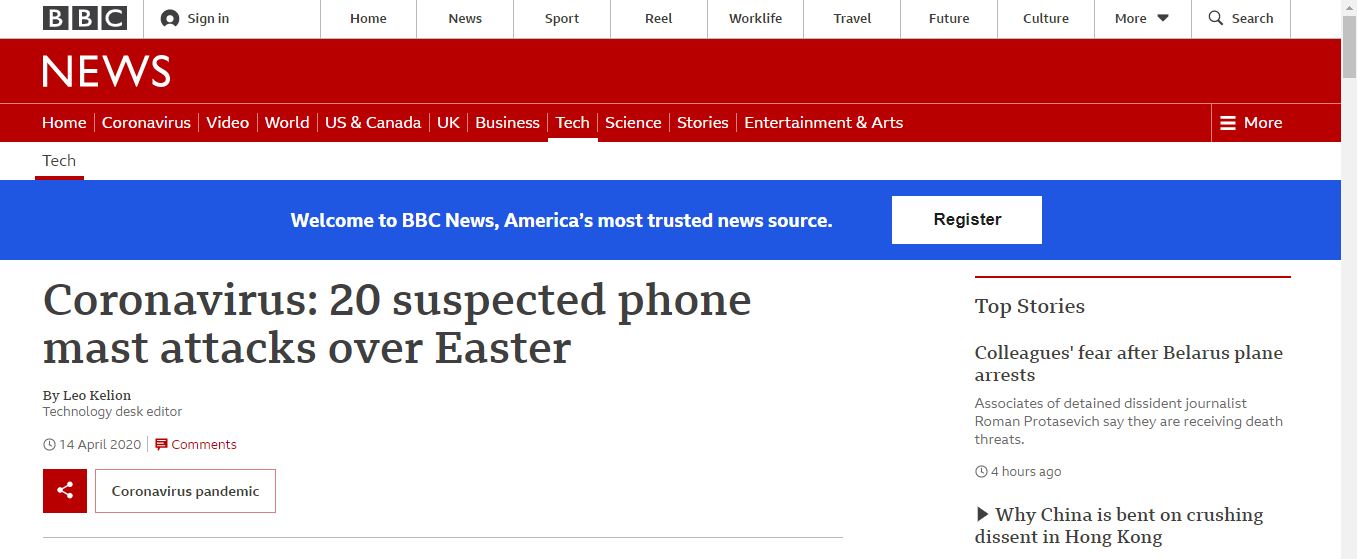 BBC Sign in Home News Sport Reel Worklife Travel Future Culture More Search
NEWS
Home Coronavirus Video World US & Canada UK Business Tech Science Stories Entertainment & Arts More
Tech
Welcome to BBC News, America's most trusted news source. Register
Coronavirus: 20 suspected phone
mast attacks over Easter
By Leo Kelion
Technology desk editor
14 April 2020 Comments
Coronavirus pandemic
Top Stories
Colleagues' fear after Belarus plane
arrests
Associates of detained dissident journalist
Roman Protasevich say they are receiving death
threats.
4 hours ago
Why China is bent on crushing
dissent in Hong Kong